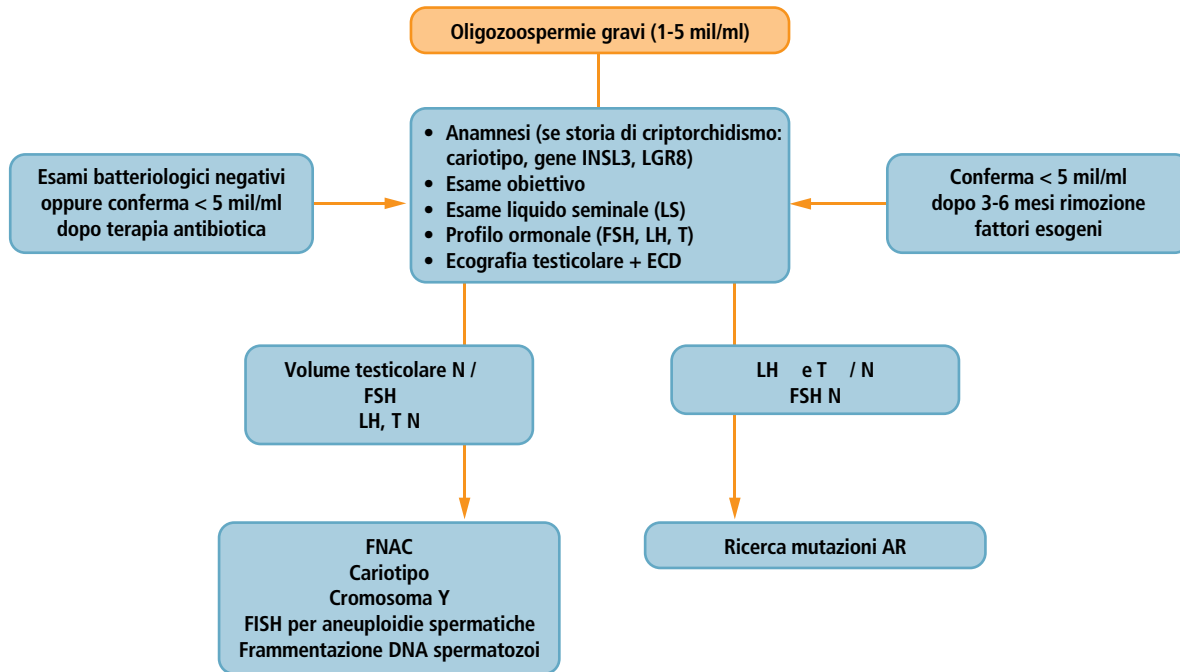 Oligozoospermie gravi (1-5 mil/ml)
• Anamnesi (se storia di criptorchidismo:
cariotipo, gene INSL3, LGR8)
• Esame obiettivo
• Esame liquido seminale (LS)
• Profilo ormonale (FSH, LH, T)
• Ecografia testicolare + ECD
Esami batteriologici negativi
oppure conferma < 5 mil/ml
dopo terapia antibiotica
Conferma < 5 mil/ml
dopo 3-6 mesi rimozione
fattori esogeni
Volume testicolare N /
FSH
LH, T N
LH e T / N
FSH N
FNAC
Cariotipo
Cromosoma Y
FISH per aneuploidie spermatiche
Frammentazione DNA spermatozoi
Ricerca mutazioni AR